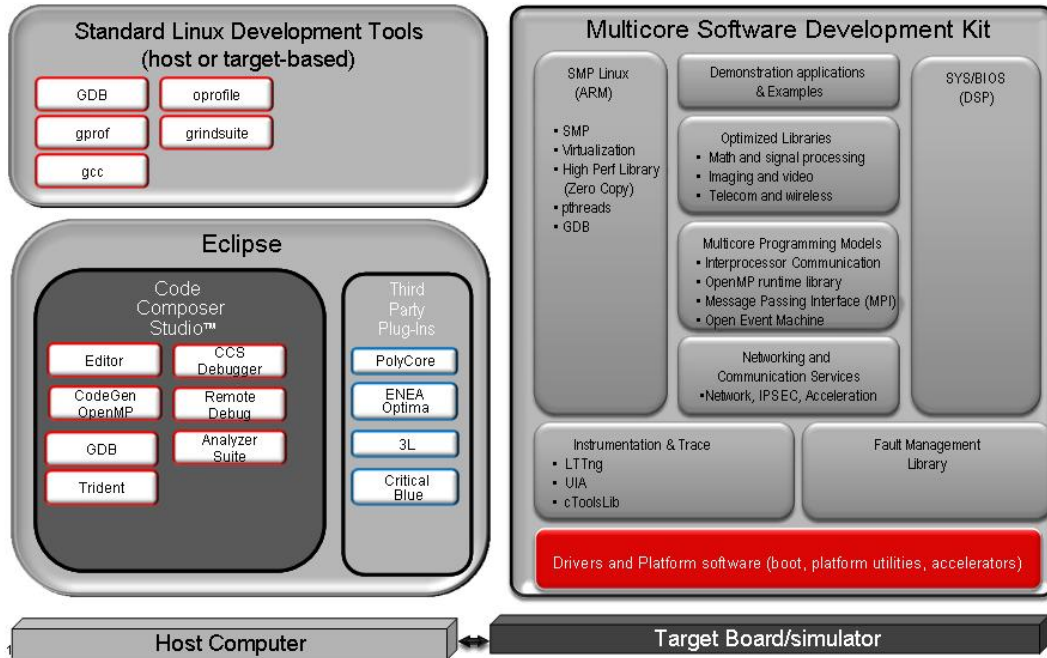 Standard Linux Development Tools
(host or target-based)
GDB
oprofile
gprof
grindsuite
gcc
Eclipse
Code
Composer
Studio™
Editor
CCS
Debugger
CodeGen
OpenMP
Remote
Debug
GDB
Analyzer
Suite
Trident
Third
Party
Plug-Ins
PolyCore
ENEA
Optima
3L
Critical
Blue
Host Computer
1
Multicore Software Development Kit
SMP Linux
(ARM)
▪ SMP
▪ Virtualization
▪ High Perf Library
(Zero Copy)
▪ pthreads
▪ GDB
Demonstration applications
& Examples
Optimized Libraries
▪ Math and signal processing
▪ Imaging and video
▪ Telecom and wireless
Multicore Programming Models
▪ Interprocessor Communication
▪ OpenMP runtime library
▪ Message Passing Interface (MPI)
▪ Open Event Machine
Networking and
Communication Services
▪Network, IPSEC, Acceleration
SYS/BIOS
(DSP)
Instrumentation & Trace
▪ LTTng
▪ UIA
▪ cToolsLib
Fault Management
Library
Drivers and Platform software (boot, platform utilities, accelerators)
Target Board/simulator